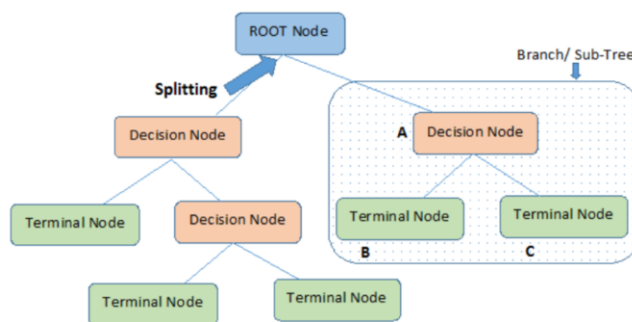 ROOT Node
Branch/ Sub-Tree
Splitting
Decision Node
A Decision Node
Terminal Node
Decision Node
Terminal Node
Terminal Node
B
C
Terminal Node
Terminal Node